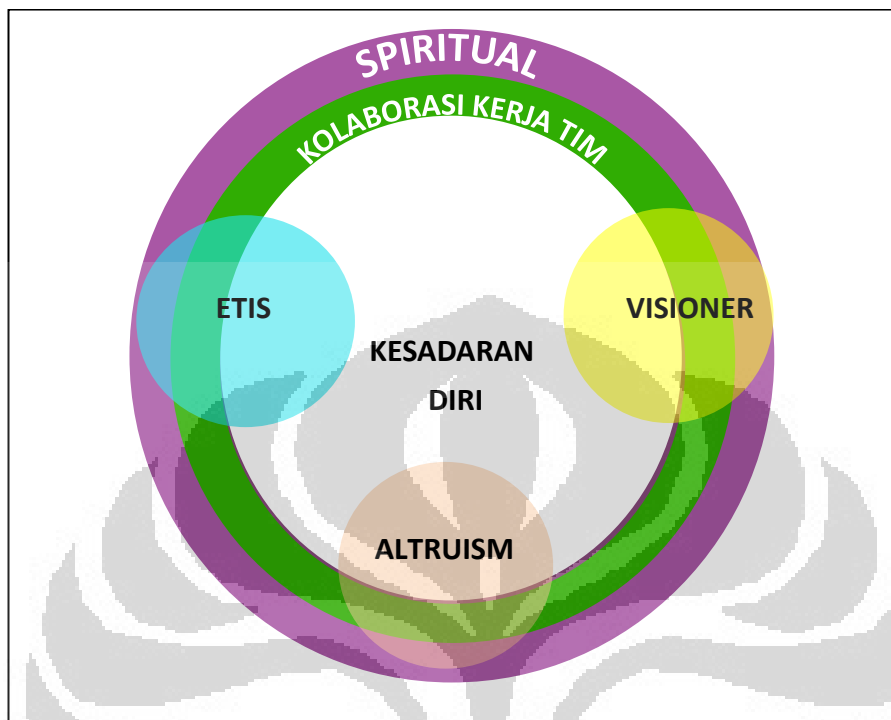 SPIRITUAL
KOLABORASI KERJA TIM
ETIS
VISIONER
KESADARAN
DIRI
ALTRUISM